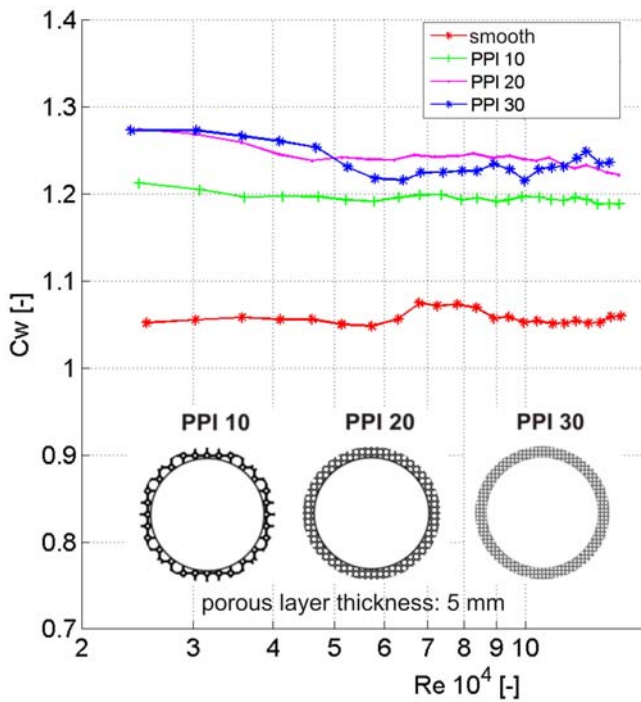 1.4
smooth
PPI 10
PPI 20
PPI 30
1.3
1.2
1.1
1
0.9
0.8
0.7
Cw [-]
PPI 10 PPI 20 PPI 30
porous layer thickness: 5 mm
2 3 4 5 6 7 8 9 10
Re 10^4 [-]